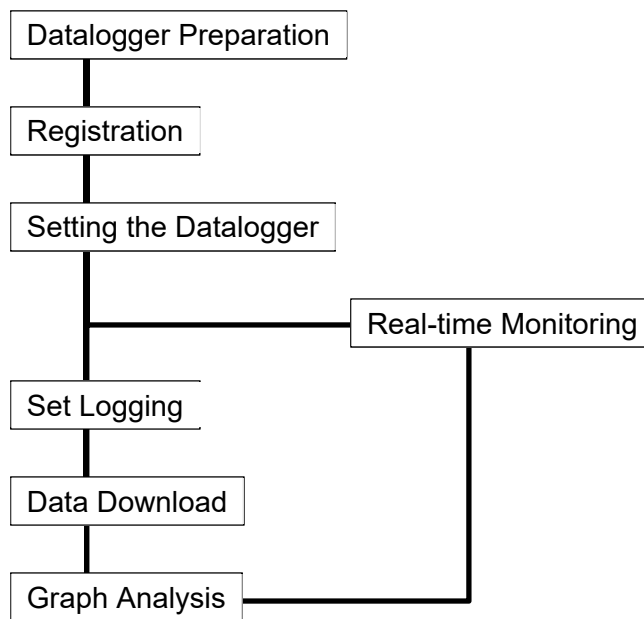 Datalogger Preparation
Registration
Setting the Datalogger
Real-time Monitoring
Set Logging
Data Download
Graph Analysis